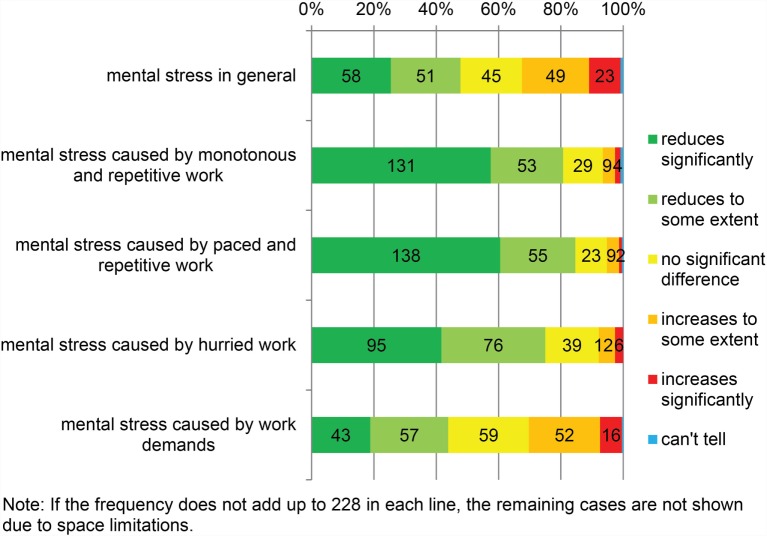 0% 20% 40% 60% 80% 100%
mental stress in general
58 51 45 49 23
mental stress caused by monotonous
and repetitive work
131 53 29 9 4
mental stress caused by paced and
repetitive work
138 55 23 9 2
mental stress caused by hurried work
95 76 39 12 6
mental stress caused by work
demands
43 57 59 52 16
reduces
significantly
reduces to
some extent
no significant
difference
increases to
some extent
increases
significantly
can't tell
Note: If the frequency does not add up to 228 in each line, the remaining cases are not shown
due to space limitations.